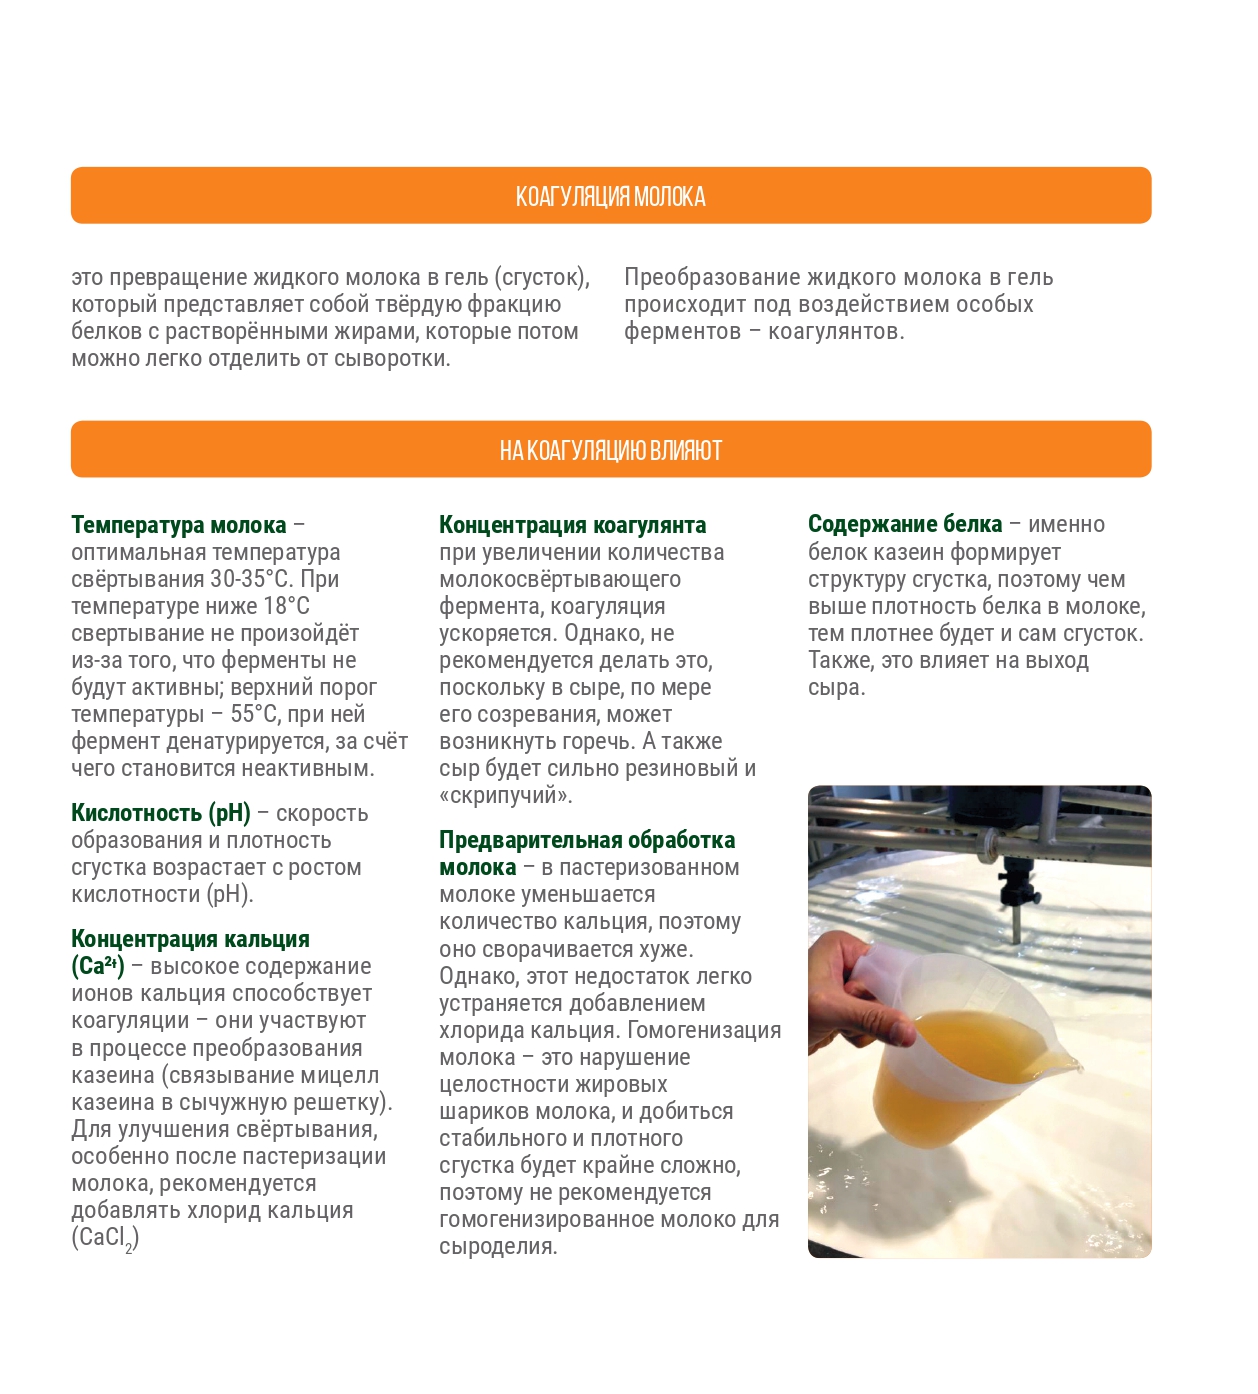 КОАГУЛЯЦИЯ МОЛОКА
это превращение жидкого молока в гель (сгусток),
который представляет собой твёрдую фракцию
белков с растворёнными жирами, которые потом
можно легко отделить от сыворотки.
Преобразование жидкого молока в гель
происходит под воздействием особых
ферментов – коагулянтов.
НА КОАГУЛЯЦИЮ ВЛИЯЮТ
Температура молока –
оптимальная температура
свёртывания 30-35°С. При
температуре ниже 18°С
свертывание не произойдёт
из-за того, что ферменты не
будут активны; верхний порог
температуры – 55°С, при ней
фермент денатурируется, за счёт
чего становится неактивным.
Кислотность (pH) – скорость
образования и плотность
сгустка возрастает с ростом
кислотности (pH).
Концентрация кальция
(Ca²⁺) – высокое содержание
ионов кальция способствует
коагуляции – они участвуют
в процессе преобразования
казеина (связывание мицелл
казеина в сычужную решетку).
Для улучшения свёртывания,
особенно после пастеризации
молока, рекомендуется
добавлять хлорид кальция
(CaCl₂)
Концентрация коагулянта
при увеличении количества
молокосвёртывающего
фермента, коагуляция
ускоряется. Однако, не
рекомендуется делать это,
поскольку в сыре, по мере
его созревания, может
возникнуть горечь. А также
сыр будет сильно резиновый и
«скрипучий».
Предварительная обработка
молока – в пастеризованном
молоке уменьшается
количество кальция, поэтому
оно сворачивается хуже.
Однако, этот недостаток легко
устраняется добавлением
хлорида кальция. Гомогенизация
молока – это нарушение
целостности жировых
шариков молока, и добиться
стабильного и плотного
сгустка будет крайне сложно,
поэтому не рекомендуется
гомогенизированное молоко для
сыроделия.
Содержание белка – именно
белок казеин формирует
структуру сгустка, поэтому чем
выше плотность белка в молоке,
тем плотнее будет и сам сгусток.
Также, это влияет на выход
сыра.